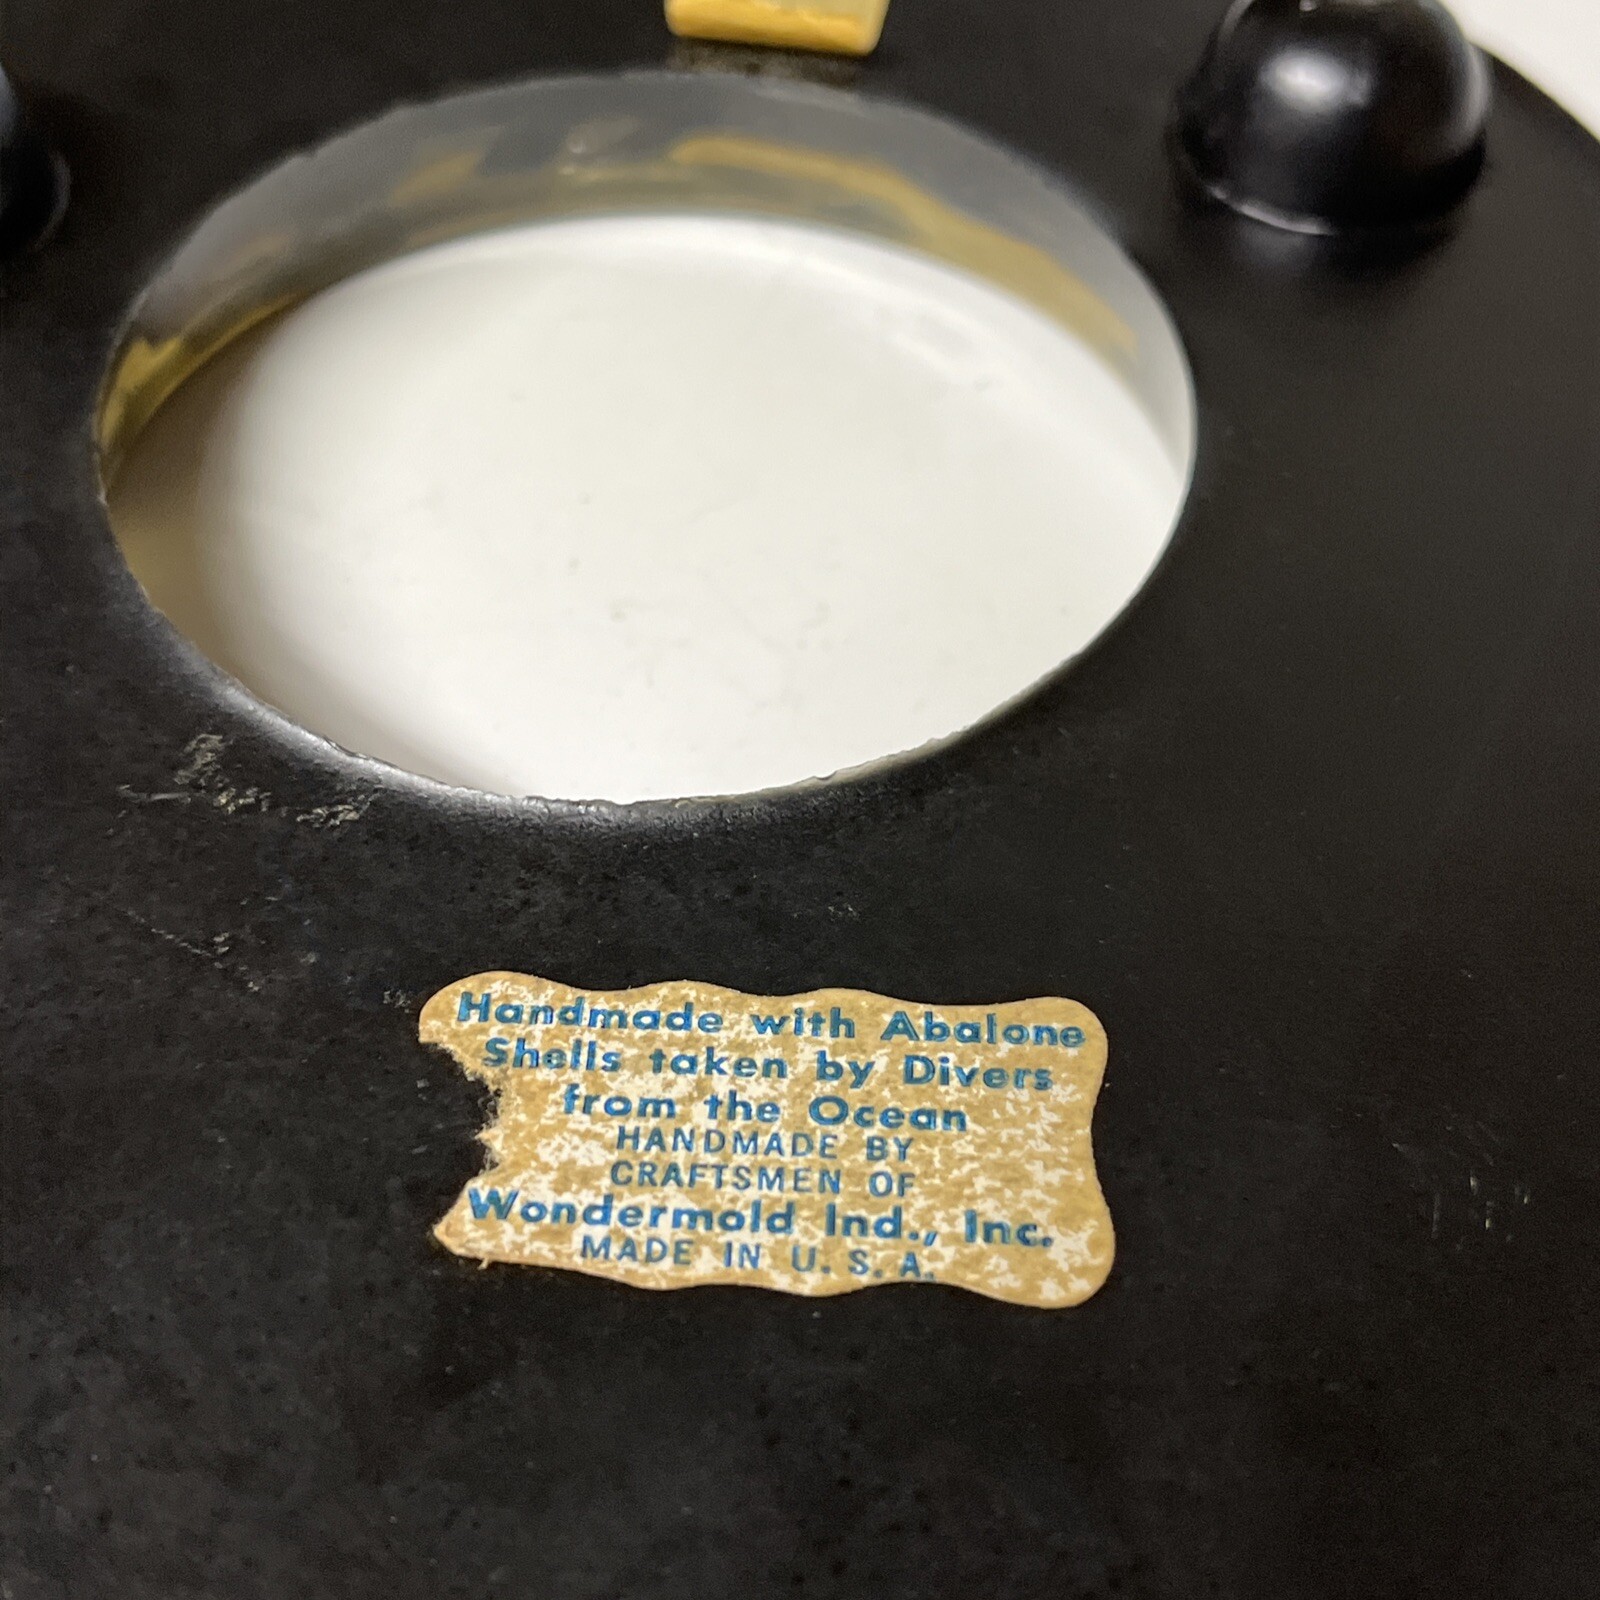 Handmade with Abalone
Shells taken by Divers
from the Ocean
HANDMADE BY
CRAFTSMEN OF
Wondermold Ind., Inc.
MADE IN U.S.A.